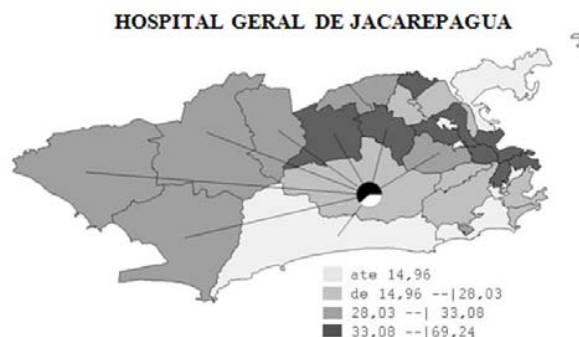 HOSPITAL GERAL DE JACAREPAGUA
ate 14,96
de 14,96 --|28,03
28,03 --| 33,08
33,08 --|69,24